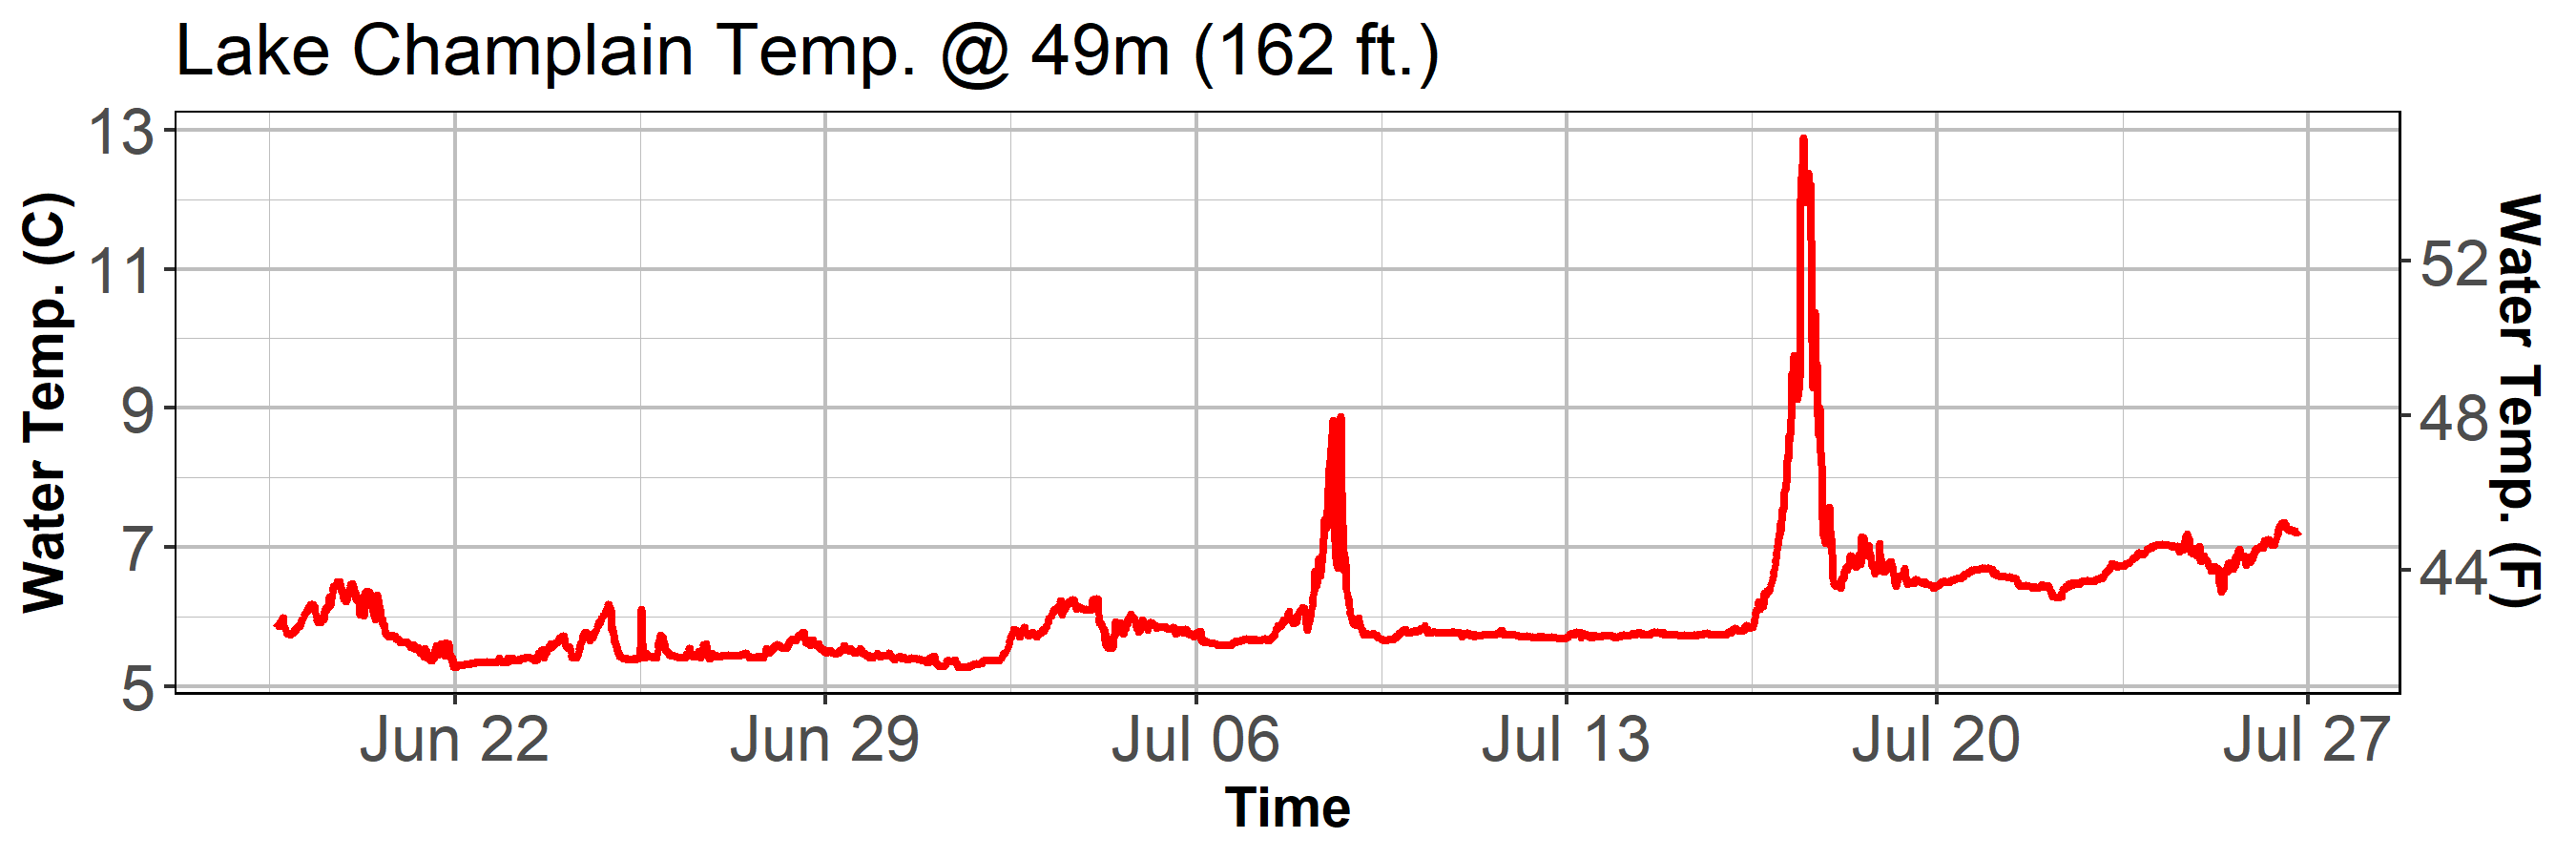 Lake Champlain Temp. @ 49m (162 ft.)
Water Temp. (C)
13
11
9
7
5
52
48
44
Water Temp. (F)
Jun 22 Jun 29 Jul 06 Jul 13 Jul 20 Jul 27
Time